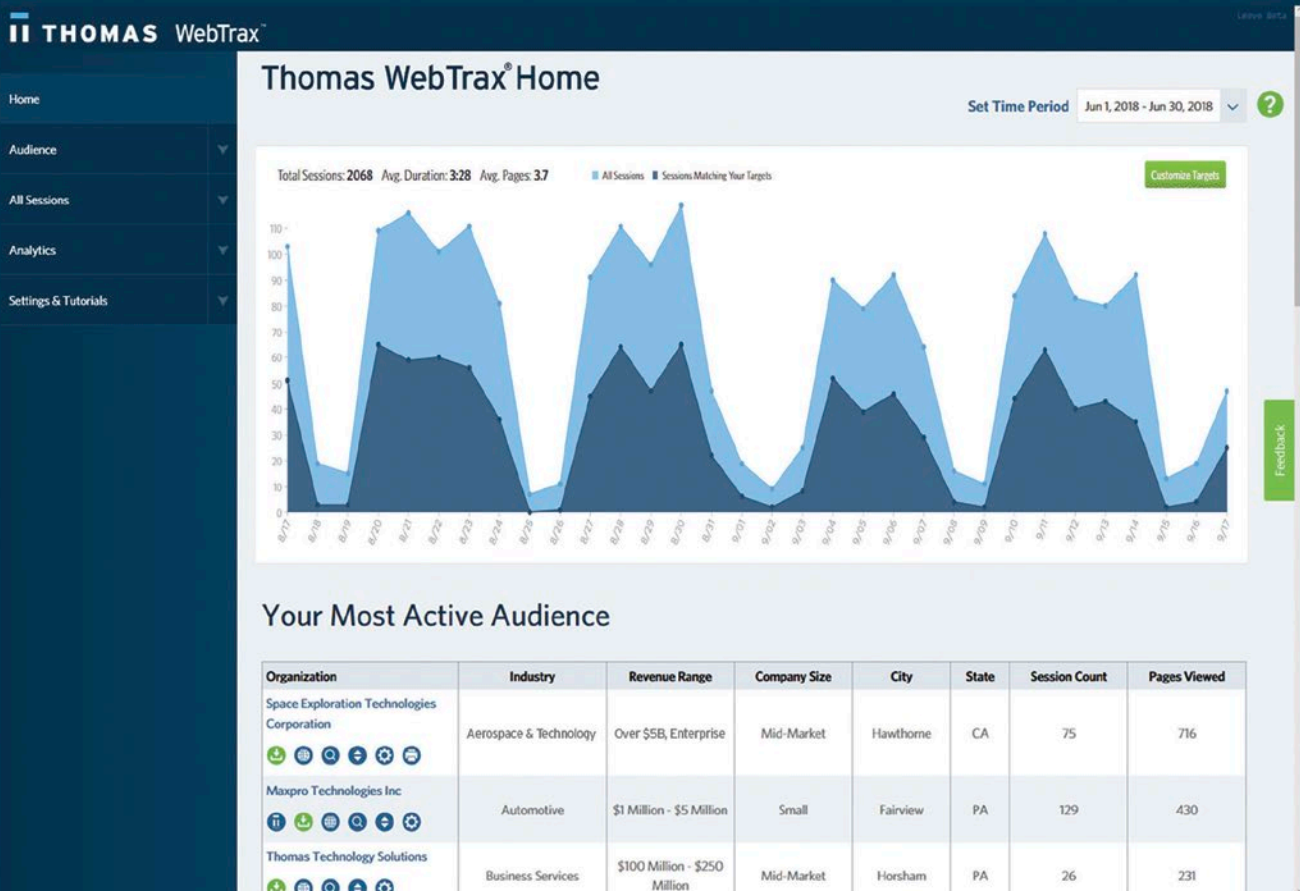 Leave Beta
THOMAS WebTrax™
Thomas WebTrax® Home
Home
Set Time Period Jun 1, 2018 - Jun 30, 2018 ?
Audience
All Sessions
Analytics
Settings & Tutorials
Total Sessions: 2068 Avg. Duration: 3:28 Avg. Pages: 3.7 All Sessions Sessions Matching Your Targets Customize Targets
110
100
90
80
70
60
50
40
30
20
10
0
8/17 8/18 8/19 8/20 8/21 8/22 8/23 8/24 8/25 8/26 8/27 8/28 8/29 8/30 8/31 9/01 9/02 9/03 9/04 9/05 9/06 9/07 9/08 9/09 9/10 9/11 9/12 9/13 9/14 9/15 9/16 9/17
Feedback
Your Most Active Audience
Organization Industry Revenue Range Company Size City State Session Count Pages Viewed
Space Exploration Technologies
Corporation
Aerospace & Technology Over $5B, Enterprise Mid-Market Hawthorne CA 75 716
Maxpro Technologies Inc
Automotive $1 Million - $5 Million Small Fairview PA 129 430
Thomas Technology Solutions
Business Services $100 Million - $250
Million Mid-Market Horsham PA 26 231